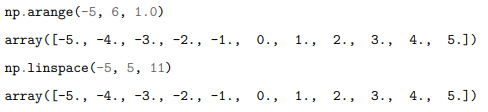 np.arange(-5, 6, 1.0)
array([-5., -4., -3., -2., -1., 0., 1., 2., 3., 4., 5.])
np.linspace(-5, 5, 11)
array([-5., -4., -3., -2., -1., 0., 1., 2., 3., 4., 5.])